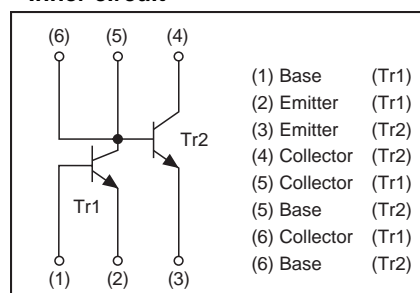 Inner circuit
(6) (5) (4)
Tr2
Tr1
(1) (2) (3)
(1) Base (Tr1)
(2) Emitter (Tr1)
(3) Emitter (Tr2)
(4) Collector (Tr2)
(5) Collector (Tr1)
(5) Base (Tr2)
(6) Collector (Tr1)
(6) Base (Tr2)